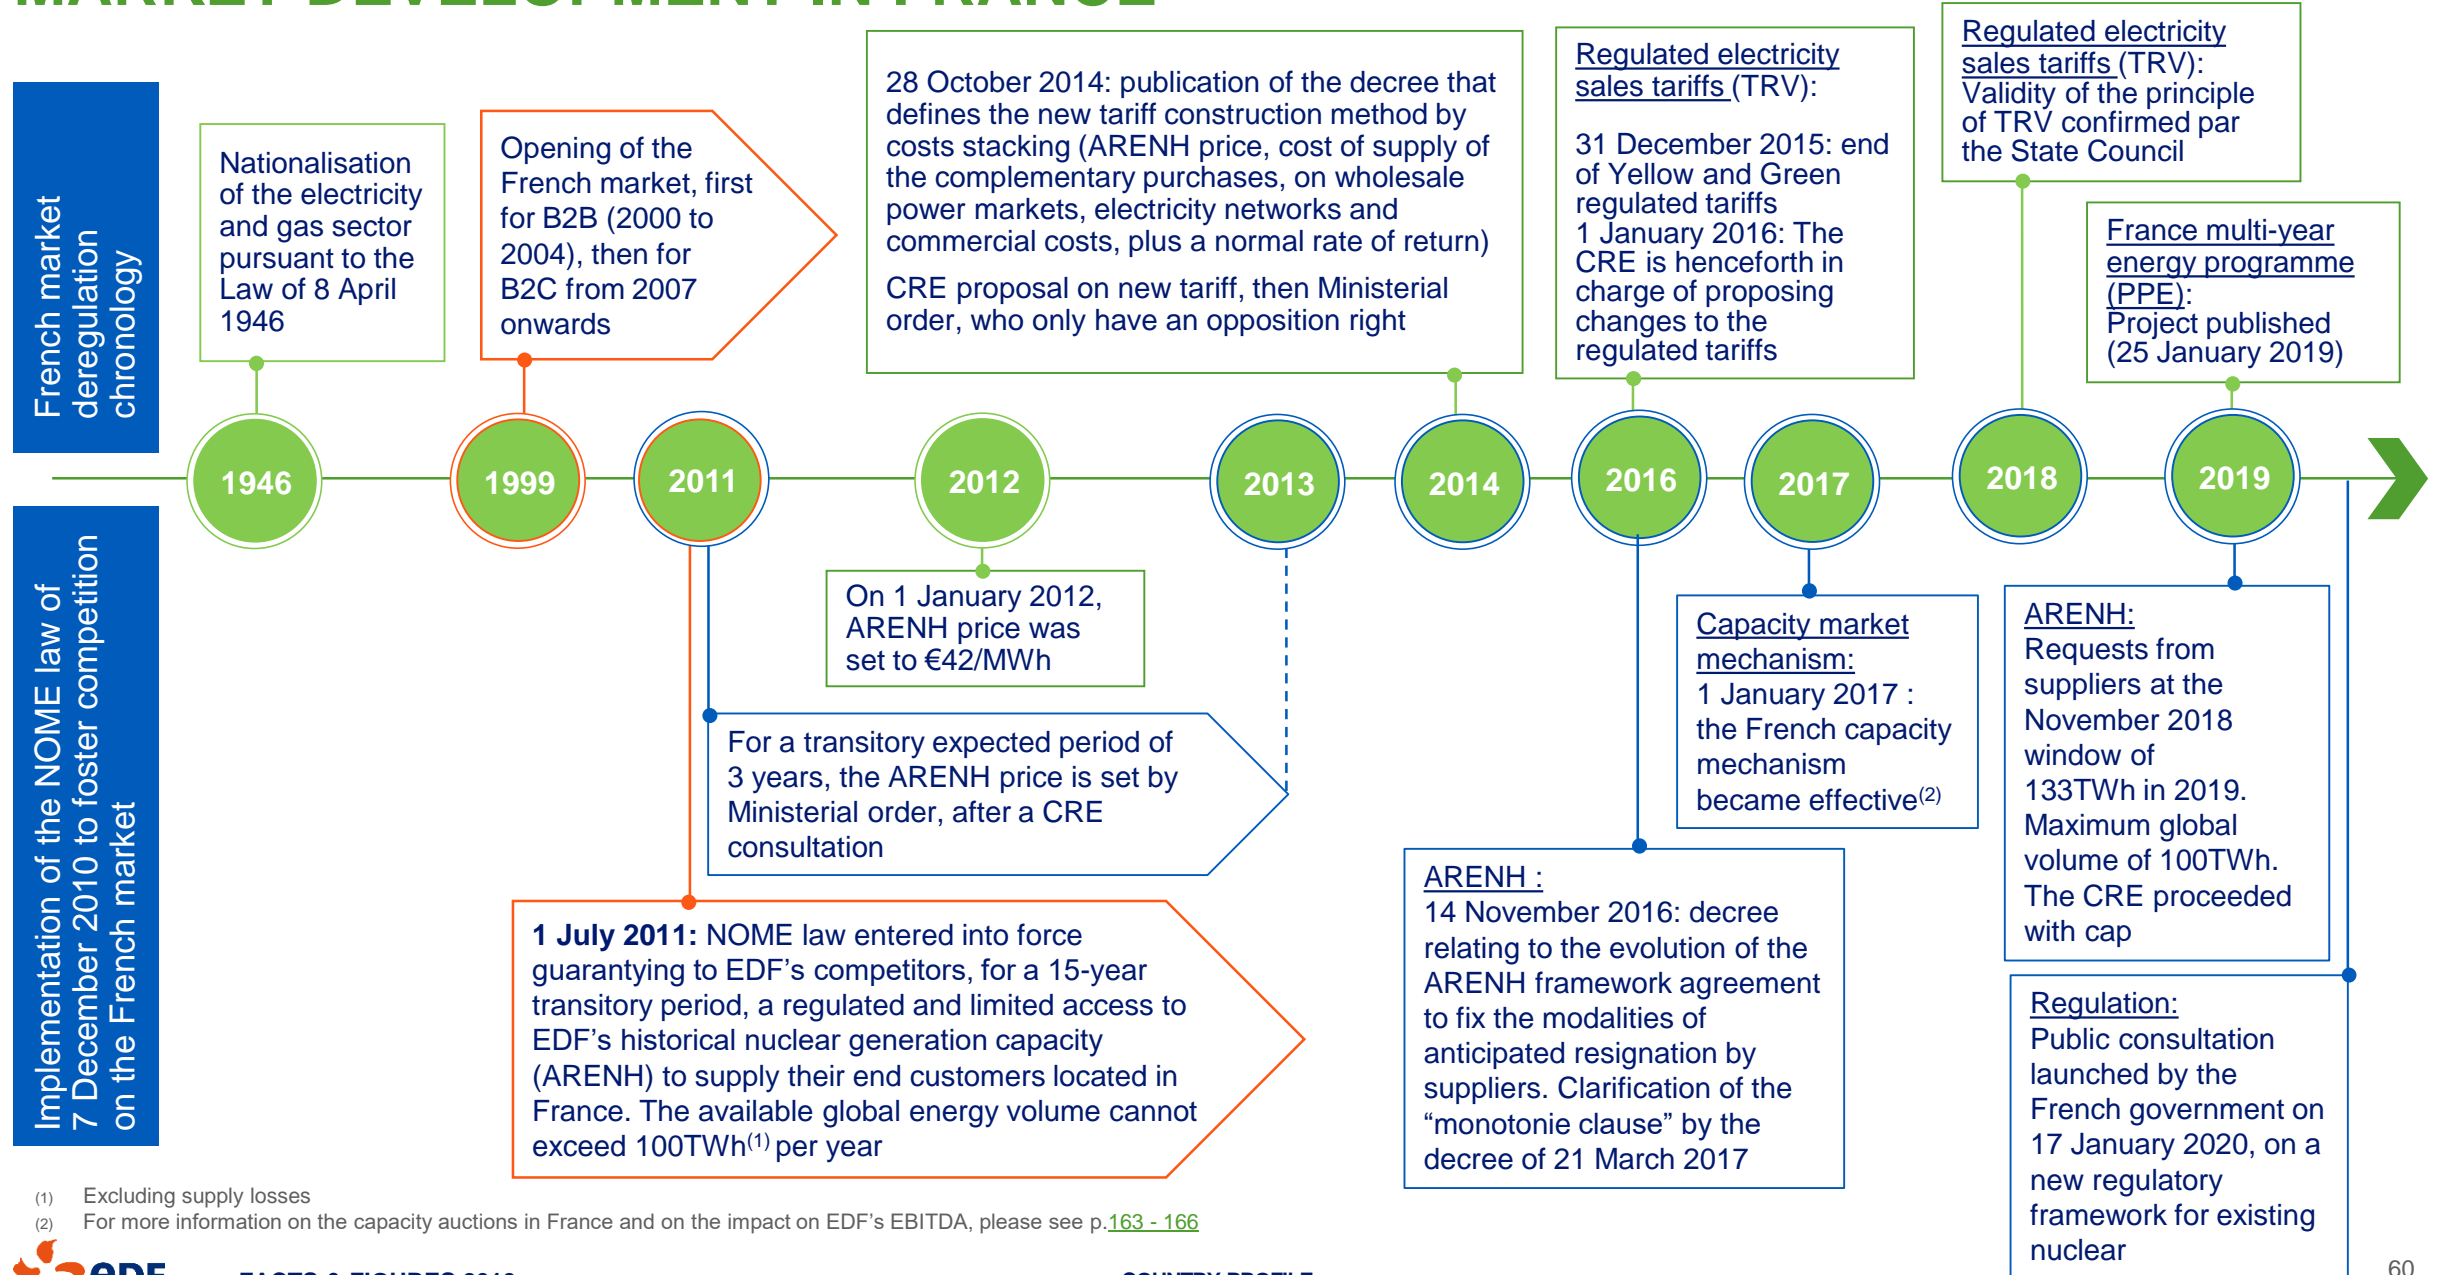 MARKET DEVELOPMENT IN FRANCE
French market
deregulation
chronology
Nationalisation
of the electricity
and gas sector
pursuant to the
Law of 8 April
1946
Opening of the
French market, first
for B2B (2000 to
2004), then for
B2C from 2007
onwards
28 October 2014: publication of the decree that
defines the new tariff construction method by
costs stacking (ARENH price, cost of supply of
the complementary purchases, on wholesale
power markets, electricity networks and
commercial costs, plus a normal rate of return)
CRE proposal on new tariff, then Ministerial
order, who only have an opposition right
Regulated electricity
sales tariffs (TRV):
31 December 2015: end
of Yellow and Green
regulated tariffs
1 January 2016: The
CRE is henceforth in
charge of proposing
changes to the
regulated tariffs
Regulated electricity
sales tariffs (TRV):
Validity of the principle
of TRV confirmed par
the State Council
France multi-year
energy programme
(PPE):
Project published
(25 January 2019)
1946
1999
2011
2012
2013
2014
2016
2017
2018
2019
Implementation of the NOME law of
7 December 2010 to foster competition
on the French market
On 1 January 2012,
ARENH price was
set to €42/MWh
For a transitory expected period of
3 years, the ARENH price is set by
Ministerial order, after a CRE
consultation
1 July 2011: NOME law entered into force
guarantying to EDF’s competitors, for a 15-year
transitory period, a regulated and limited access to
EDF’s historical nuclear generation capacity
(ARENH) to supply their end customers located in
France. The available global energy volume cannot
exceed 100TWh(1) per year
ARENH :
14 November 2016: decree
relating to the evolution of the
ARENH framework agreement
to fix the modalities of
anticipated resignation by
suppliers. Clarification of the
“monotonie clause” by the
decree of 21 March 2017
Capacity market
mechanism:
1 January 2017 :
the French capacity
mechanism
became effective(2)
ARENH:
Requests from
suppliers at the
November 2018
window of
133TWh in 2019.
Maximum global
volume of 100TWh.
The CRE proceeded
with cap
Regulation:
Public consultation
launched by the
French government on
17 January 2020, on a
new regulatory
framework for existing
nuclear
(1) Excluding supply losses
(2) For more information on the capacity auctions in France and on the impact on EDF’s EBITDA, please see p.163 - 166
eDF
FACTS & FIGURES 2019
COUNTRY PROFILE
60